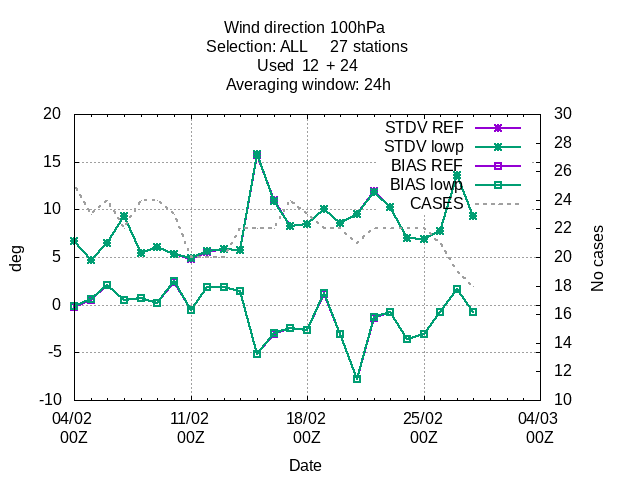 Wind direction 100hPa
Selection: ALL     27 stations
Used  12  + 24
Averaging window: 24h
20
15
10
5
0
-5
-10
deg
30
28
26
24
22
20
18
16
14
12
10
No cases
STDV REF
STDV lowp
BIAS REF
BIAS lowp
CASES
04/02 11/02 18/02 25/02 04/03
00Z 00Z 00Z 00Z 00Z
Date